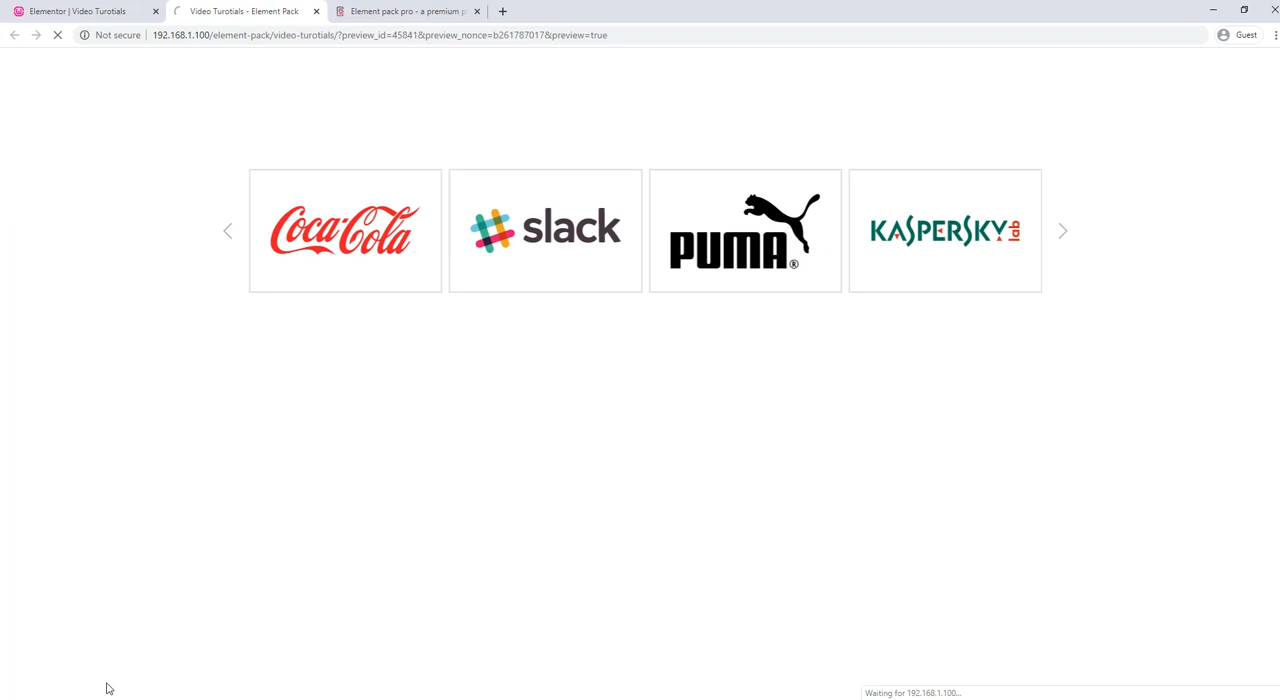 Elementor | Video Turotials
Video Turotials - Element Pack
Element pack pro - a premium p
Not secure
192.168.1.100/element-pack/video-turotials/?preview_id=45841&preview_nonce=b261787017&preview=true
Guest
Coca-Cola
slack
PUMA®
KASPERSKY lab
Waiting for 192.168.1.100...